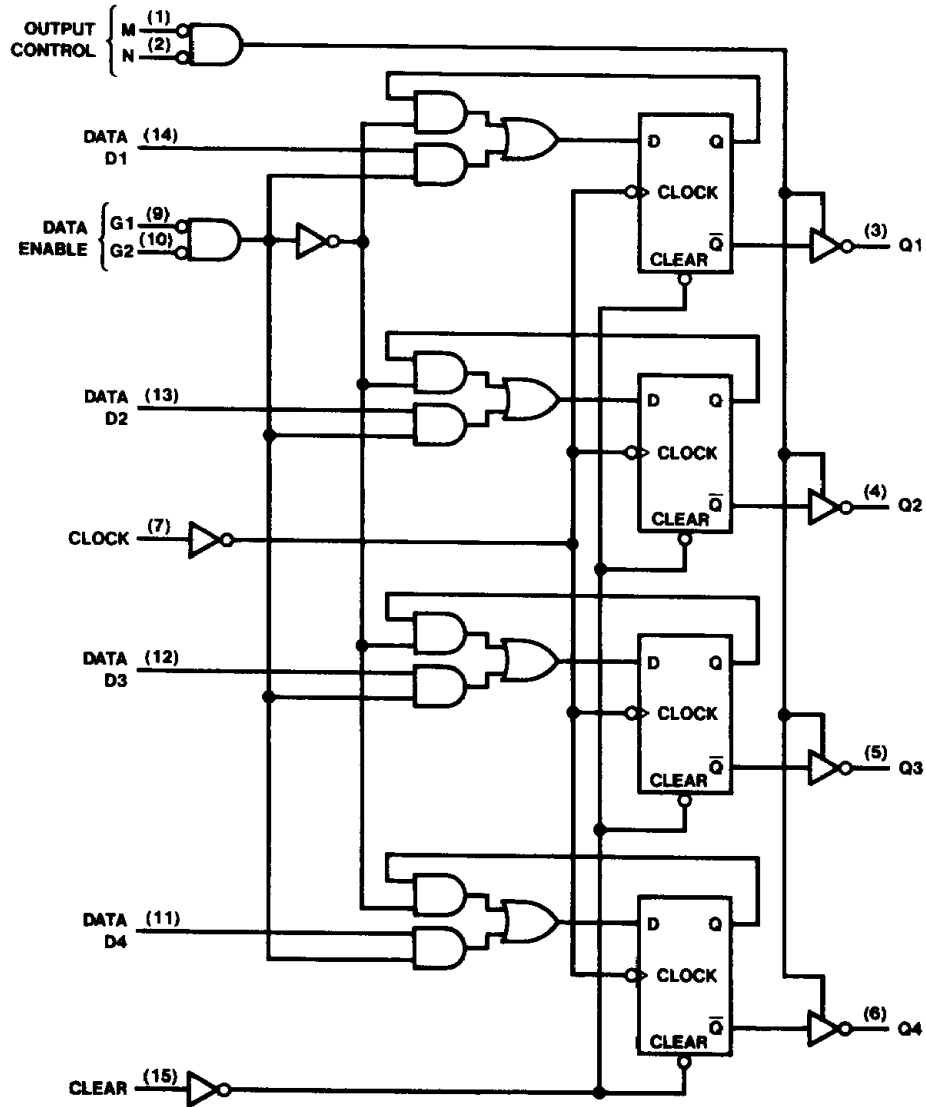 OUTPUT CONTROL
M (1)
N (2)
DATA D1 (14)
D Q
CLOCK
Q̅
CLEAR
(3) Q1
DATA ENABLE
G1 (9)
G2 (10)
DATA D2 (13)
D Q
CLOCK
Q̅
CLEAR
(4) Q2
CLOCK (7)
DATA D3 (12)
D Q
CLOCK
Q̅
CLEAR
(5) Q3
DATA D4 (11)
D Q
CLOCK
Q̅
CLEAR
(6) Q4
CLEAR (15)